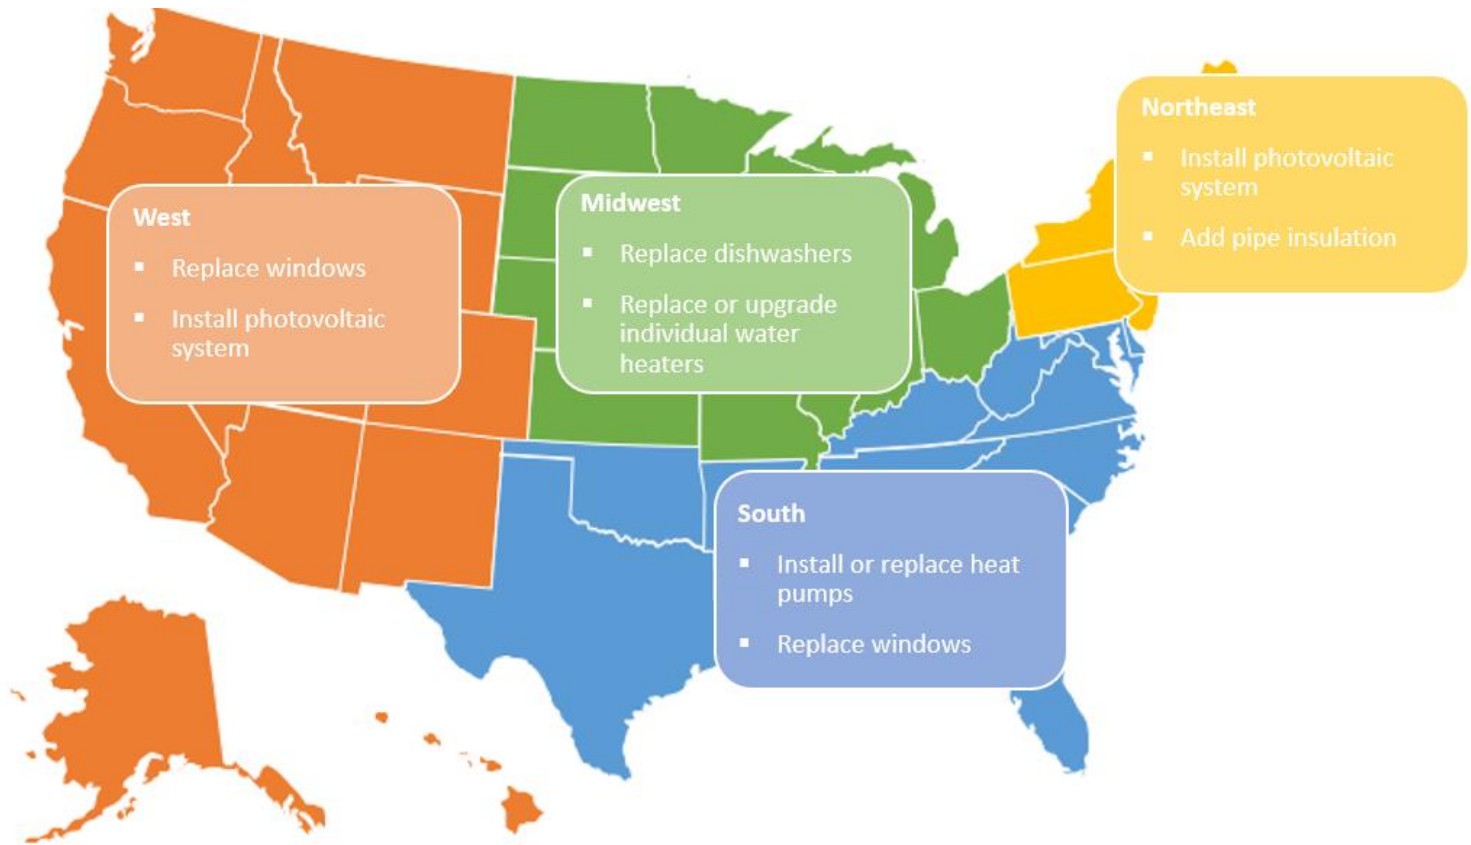 Northeast
▪ Install photovoltaic
system
▪ Add pipe insulation
West
▪ Replace windows
▪ Install photovoltaic
system
Midwest
▪ Replace dishwashers
▪ Replace or upgrade
individual water
heaters
South
▪ Install or replace heat
pumps
▪ Replace windows